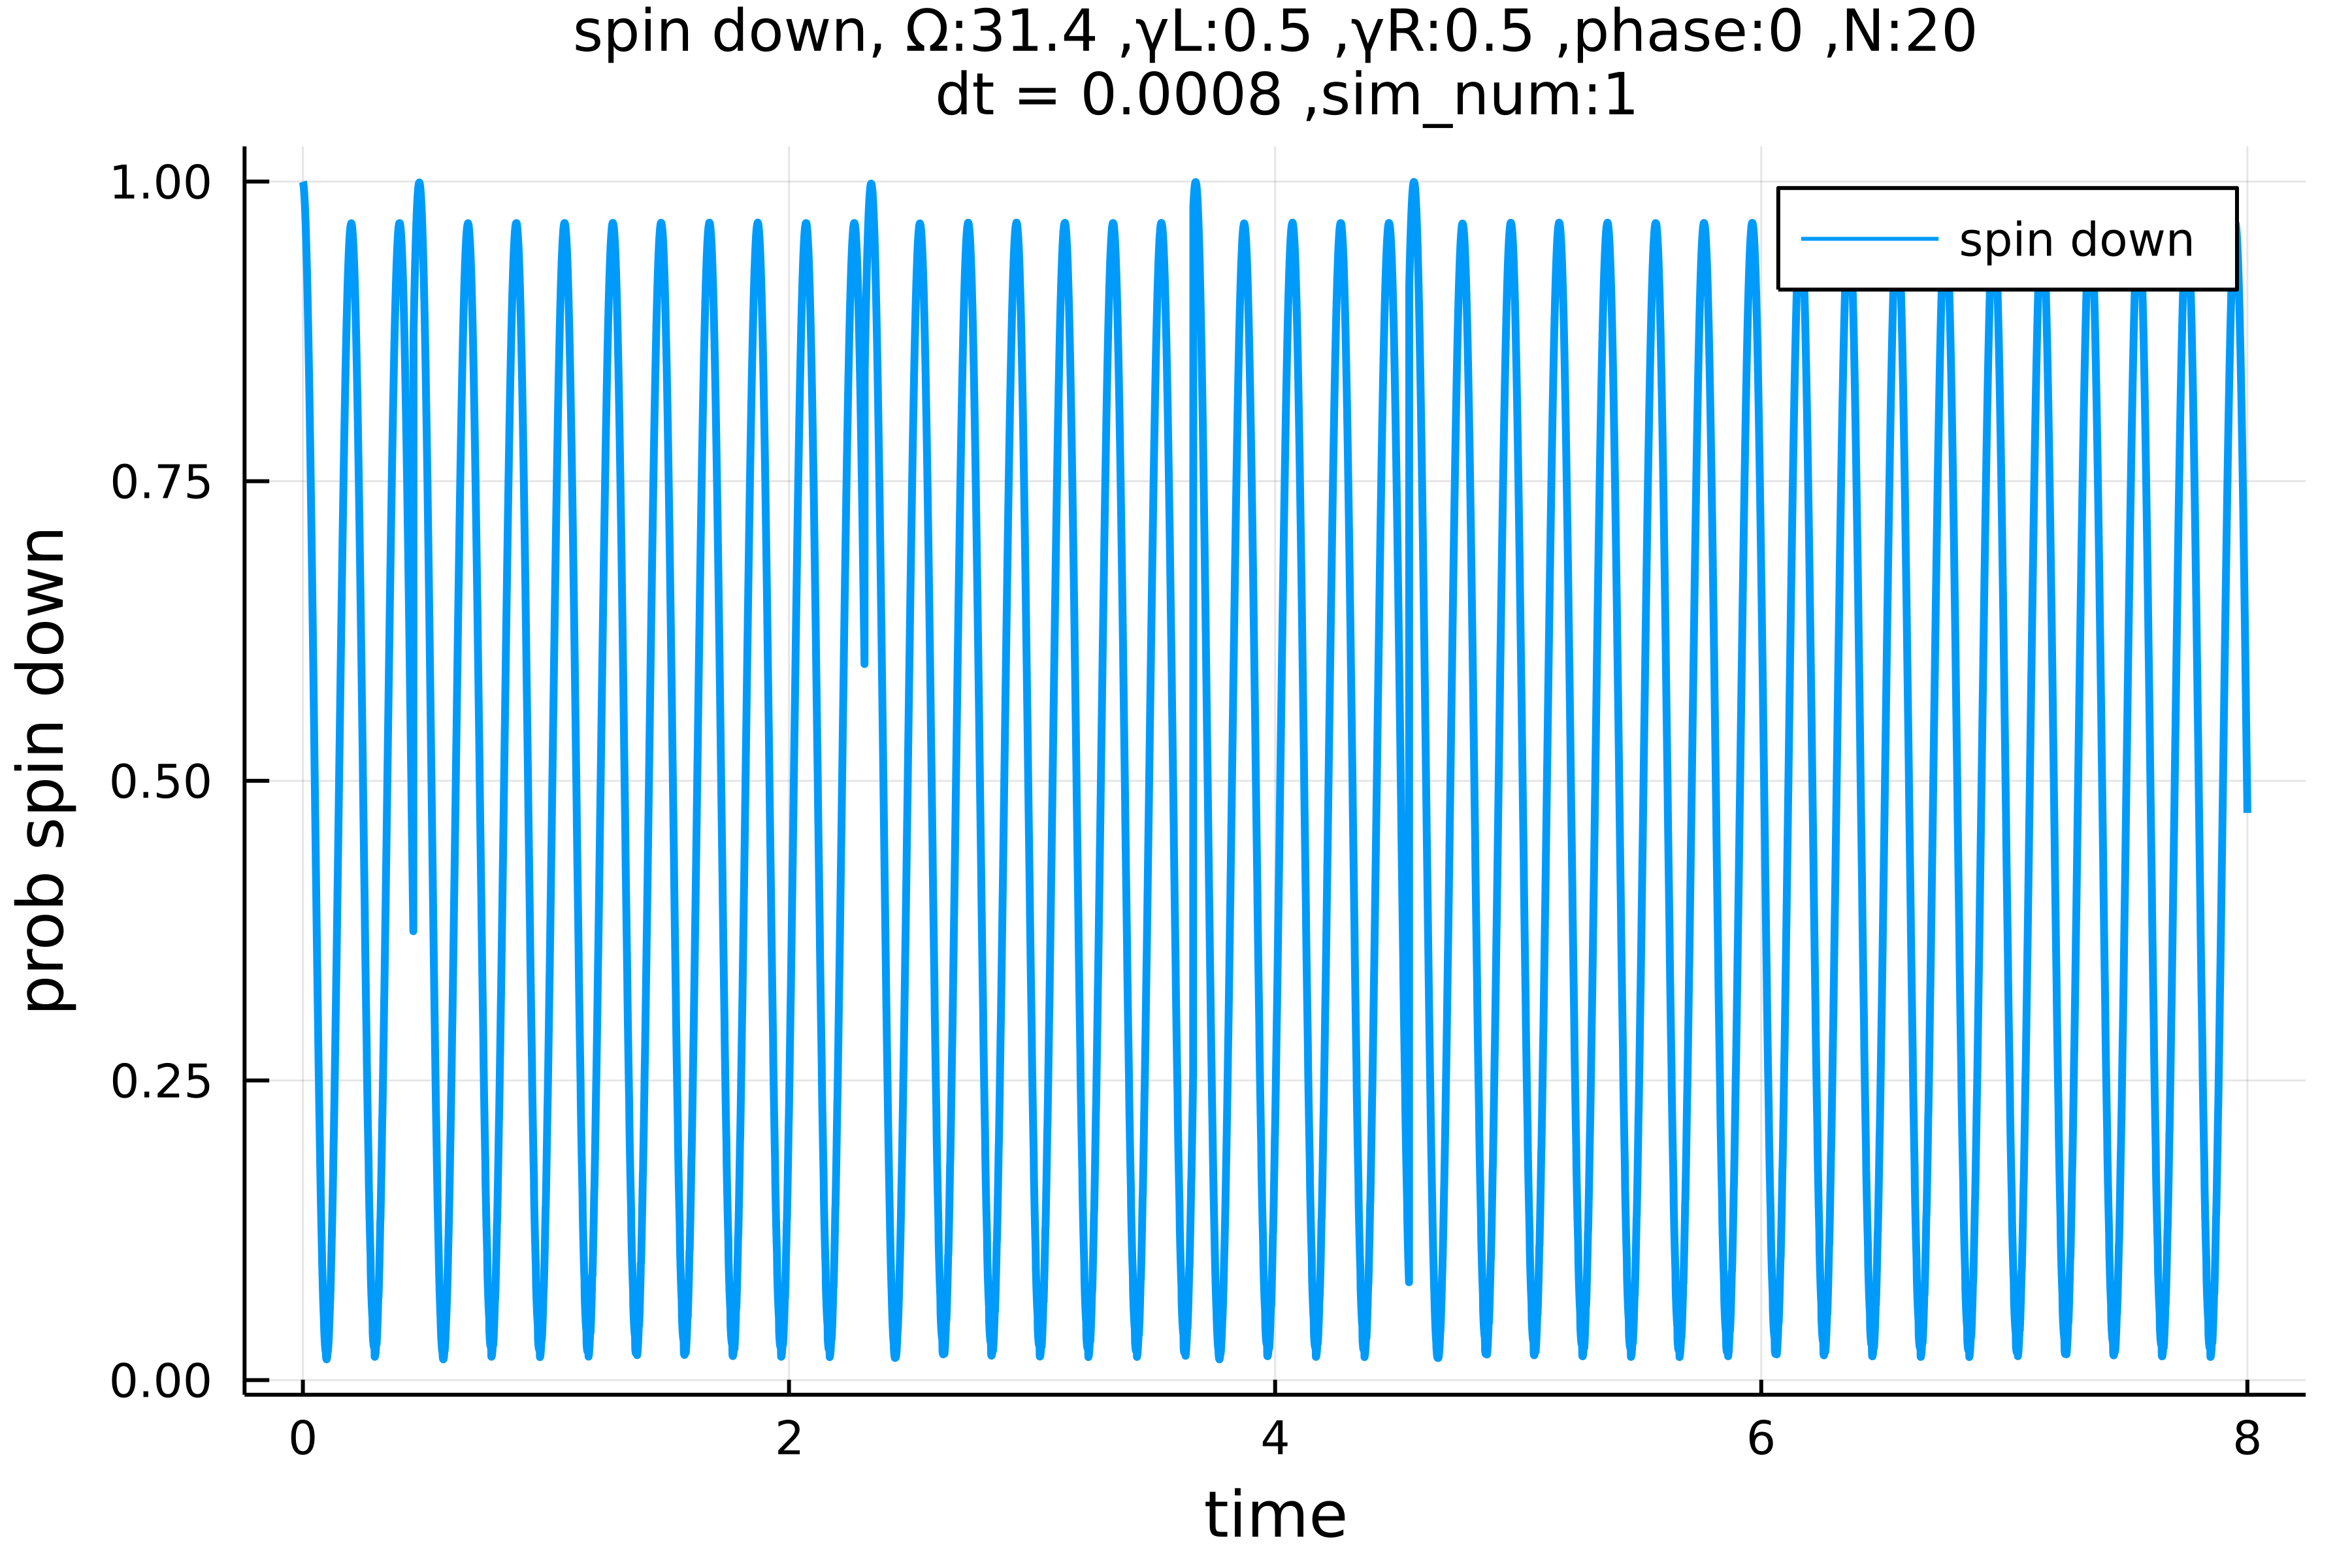 spin down, Ω:31.4 ,γL:0.5 ,γR:0.5 ,phase:0 ,N:20
dt = 0.0008 ,sim_num:1
1.00
0.75
0.50
0.25
0.00
prob spin down
spin down
0 2 4 6 8
time